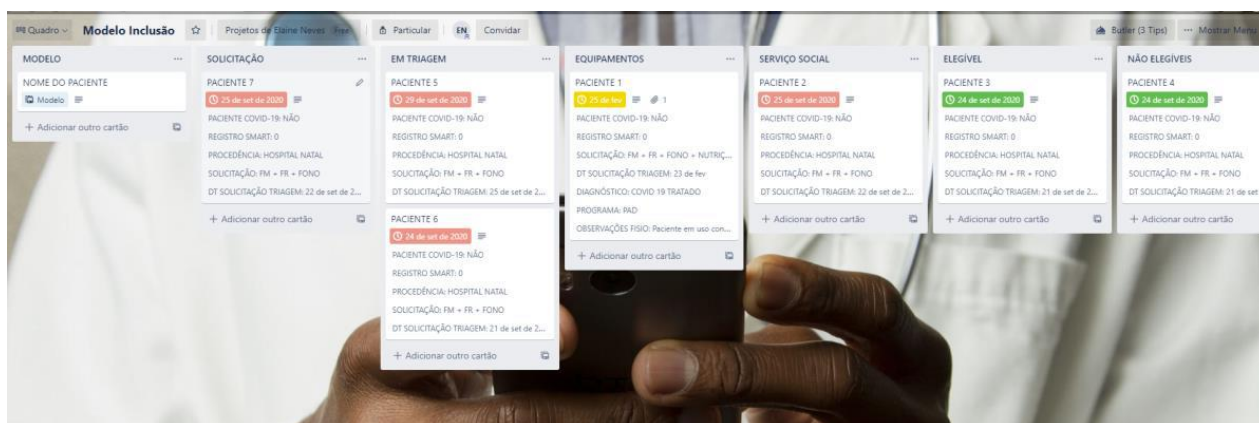 Quadro
Modelo Inclusão
Projetos de Elaine Neves Free
Particular
EN
Convidar
Butler (3 Tips)
Mostrar Menu
MODELO
NOME DO PACIENTE
Modelo
+ Adicionar outro cartão
SOLICITAÇÃO
PACIENTE 7
25 de set de 2020
PACIENTE COVID-19: NÃO
REGISTRO SMART: 0
PROCEDÊNCIA: HOSPITAL NATAL
SOLICITAÇÃO: FM + FR + FONO
DT SOLICITAÇÃO TRIAGEM: 22 de set de 2...
+ Adicionar outro cartão
EM TRIAGEM
PACIENTE 5
29 de set de 2020
PACIENTE COVID-19: NÃO
REGISTRO SMART: 0
PROCEDÊNCIA: HOSPITAL NATAL
SOLICITAÇÃO: FM + FR + FONO
DT SOLICITAÇÃO TRIAGEM: 25 de set de 2...
PACIENTE 6
24 de set de 2020
PACIENTE COVID-19: NÃO
REGISTRO SMART: 0
PROCEDÊNCIA: HOSPITAL NATAL
SOLICITAÇÃO: FM + FR + FONO
DT SOLICITAÇÃO TRIAGEM: 21 de set de 2...
+ Adicionar outro cartão
EQUIPAMENTOS
PACIENTE 1
25 de fev
1
PACIENTE COVID-19: NÃO
REGISTRO SMART: 0
SOLICITAÇÃO: FM + FR + FONO + NUTRIÇ...
DT SOLICITAÇÃO TRIAGEM: 23 de fev
DIAGNÓSTICO: COVID 19 TRATADO
PROGRAMA: PAD
OBSERVAÇÕES FISIO: Paciente em uso con...
+ Adicionar outro cartão
SERVIÇO SOCIAL
PACIENTE 2
25 de set de 2020
PACIENTE COVID-19: NÃO
REGISTRO SMART: 0
PROCEDÊNCIA: HOSPITAL NATAL
SOLICITAÇÃO: FM + FR + FONO
DT SOLICITAÇÃO TRIAGEM: 22 de set de 2...
+ Adicionar outro cartão
ELEGÍVEL
PACIENTE 3
24 de set de 2020
PACIENTE COVID-19: NÃO
REGISTRO SMART: 0
PROCEDÊNCIA: HOSPITAL NATAL
SOLICITAÇÃO: FM + FR + FONO
DT SOLICITAÇÃO TRIAGEM: 21 de set de 2...
+ Adicionar outro cartão
NÃO ELEGÍVEIS
PACIENTE 4
24 de set de 2020
PACIENTE COVID-19: NÃO
REGISTRO SMART: 0
PROCEDÊNCIA: HOSPITAL NATAL
SOLICITAÇÃO: FM + FR + FONO
DT SOLICITAÇÃO TRIAGEM: 21 de set
+ Adicionar outro cartão